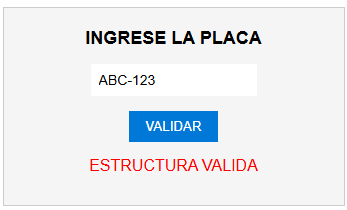 INGRESE LA PLACA
ABC-123
VALIDAR
ESTRUCTURA VALIDA